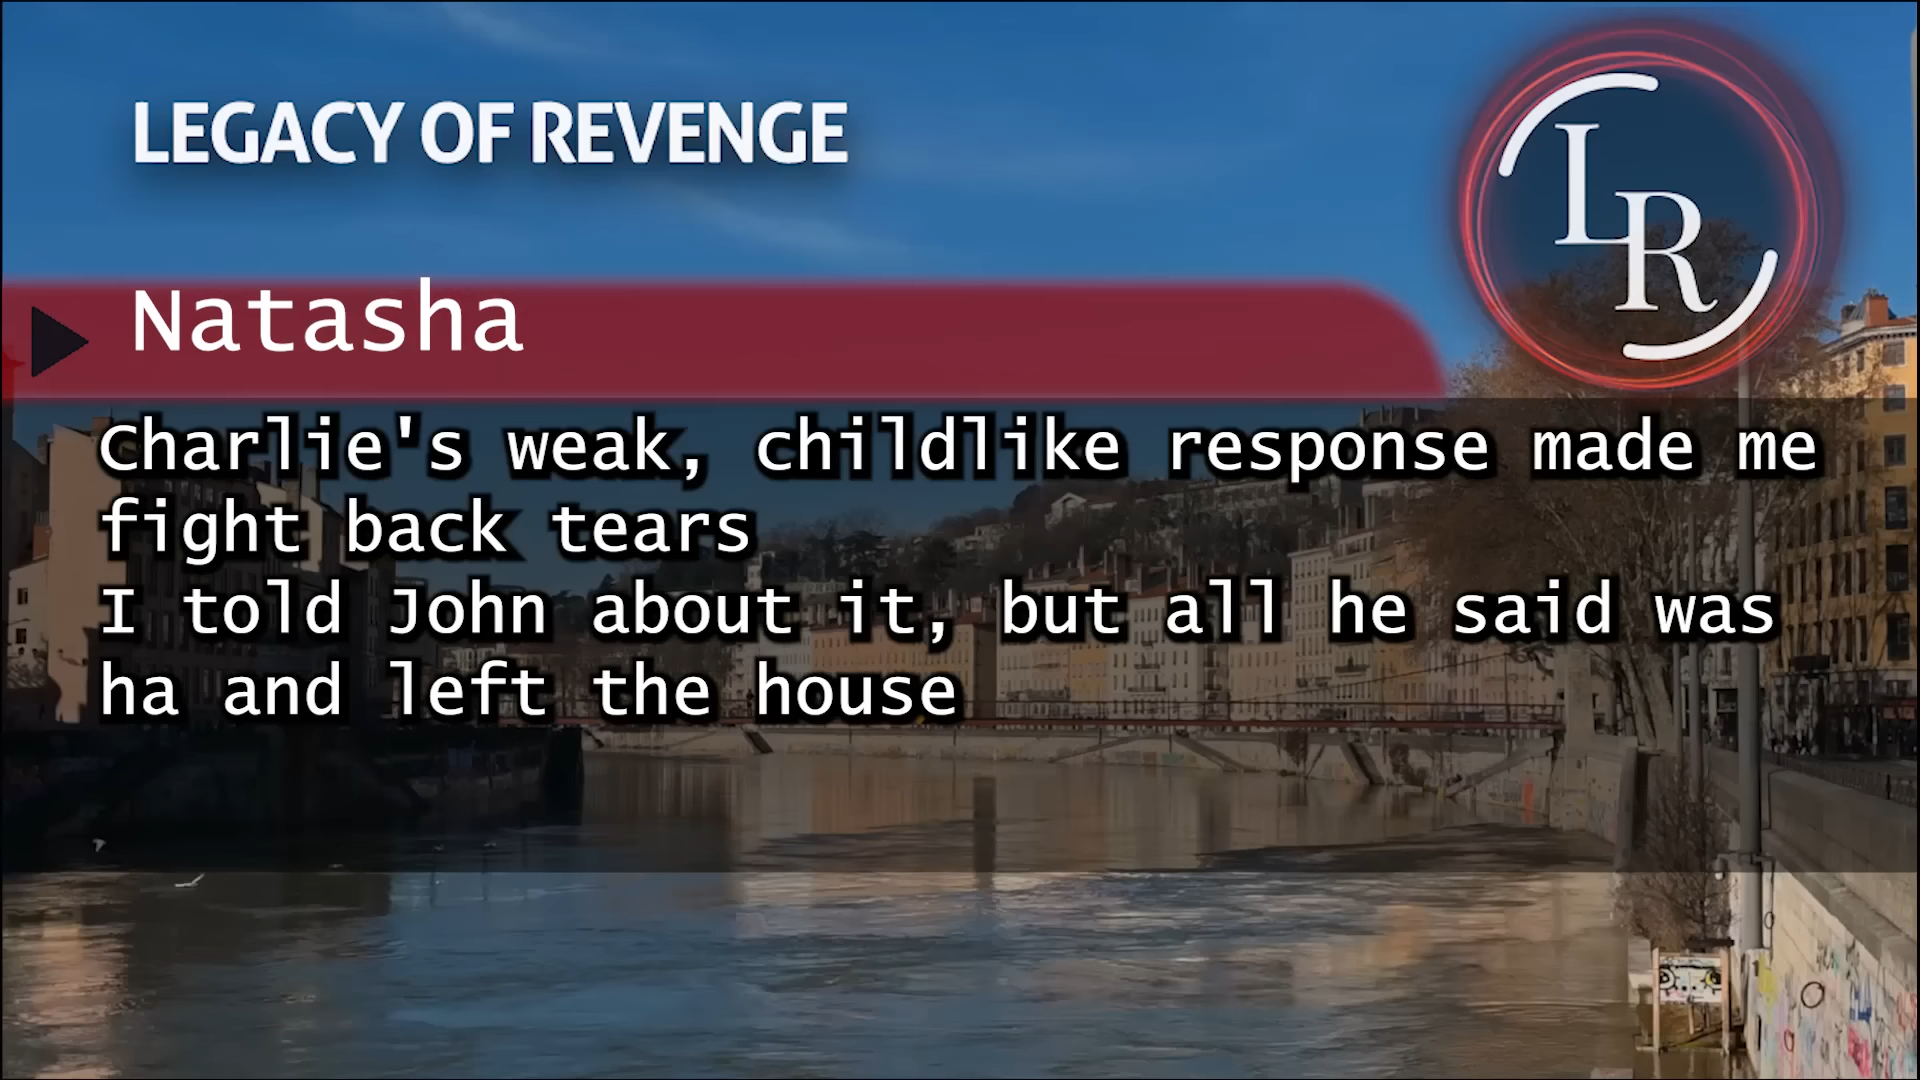 LEGACY OF REVENGE
LR
Natasha
Charlie's weak, childlike response made me
fight back tears
I told John about it, but all he said was
ha and left the house